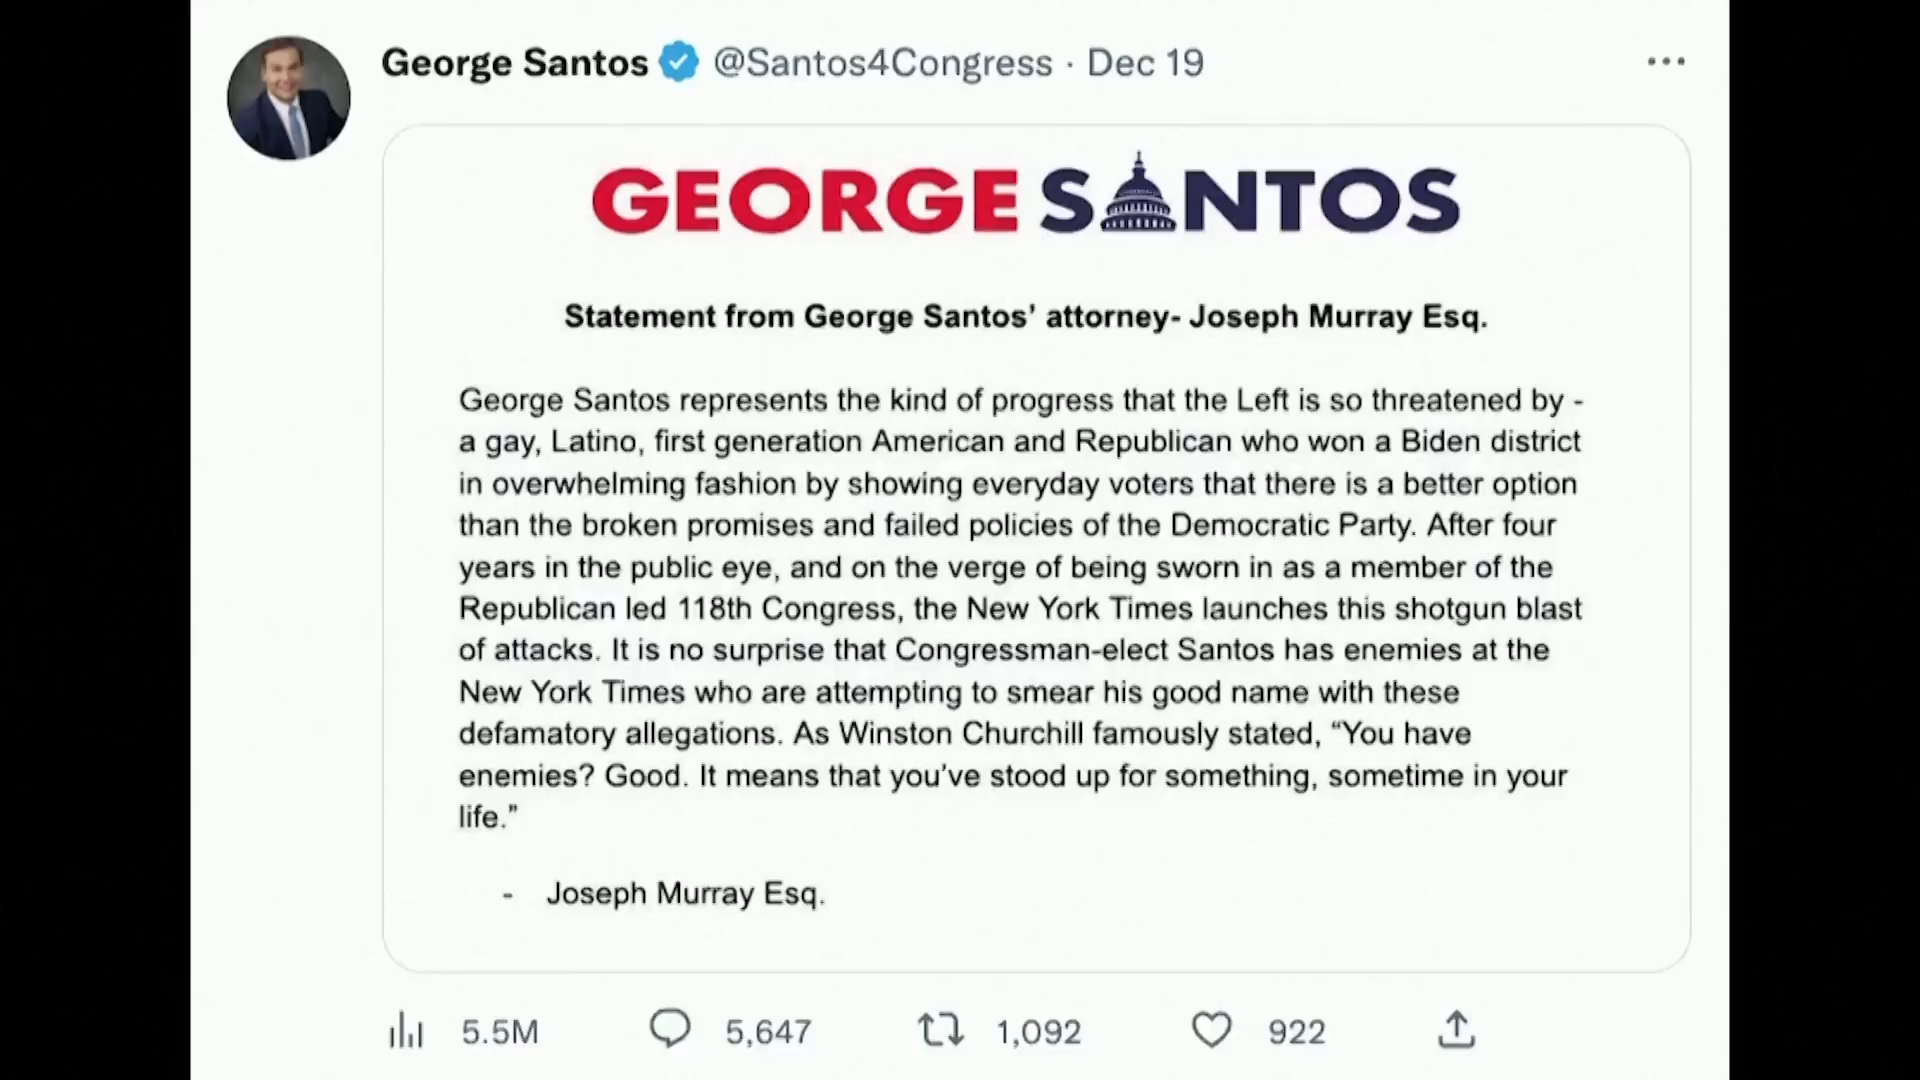 George Santos @Santos4Congress · Dec 19
GEORGE SANTOS
Statement from George Santos’ attorney- Joseph Murray Esq.
George Santos represents the kind of progress that the Left is so threatened by -
a gay, Latino, first generation American and Republican who won a Biden district
in overwhelming fashion by showing everyday voters that there is a better option
than the broken promises and failed policies of the Democratic Party. After four
years in the public eye, and on the verge of being sworn in as a member of the
Republican led 118th Congress, the New York Times launches this shotgun blast
of attacks. It is no surprise that Congressman-elect Santos has enemies at the
New York Times who are attempting to smear his good name with these
defamatory allegations. As Winston Churchill famously stated, “You have
enemies? Good. It means that you’ve stood up for something, sometime in your
life.”
- Joseph Murray Esq.
5.5M 5,647 1,092 922